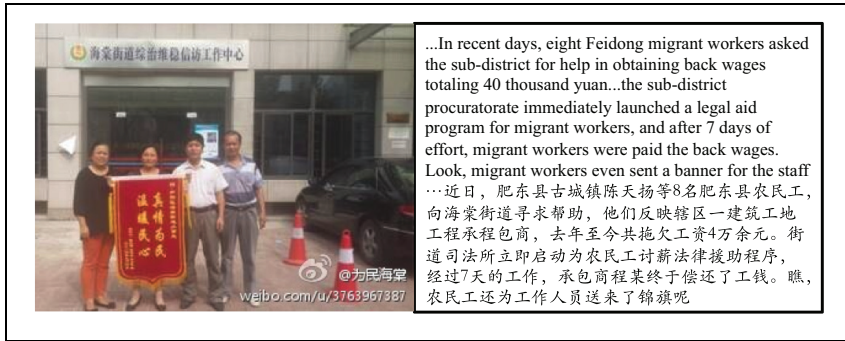 海棠街道综治维稳信访工作中心
真情为民
温暖民心
@为民海棠
weibo.com/u/3763967387
...In recent days, eight Feidong migrant workers asked
the sub-district for help in obtaining back wages
totaling 40 thousand yuan...the sub-district
procuratorate immediately launched a legal aid
program for migrant workers, and after 7 days of
effort, migrant workers were paid the back wages.
Look, migrant workers even sent a banner for the staff
…近日，肥东县古城镇陈天扬等8名肥东县农民工，
向海棠街道寻求帮助，他们反映辖区一建筑工地
工程承程包商，去年至今共拖欠工资4万余元。街
道司法所立即启动为农民工讨薪法律援助程序，
经过7天的工作，承包商程某终于偿还了工钱。瞧，
农民工还为工作人员送来了锦旗呢